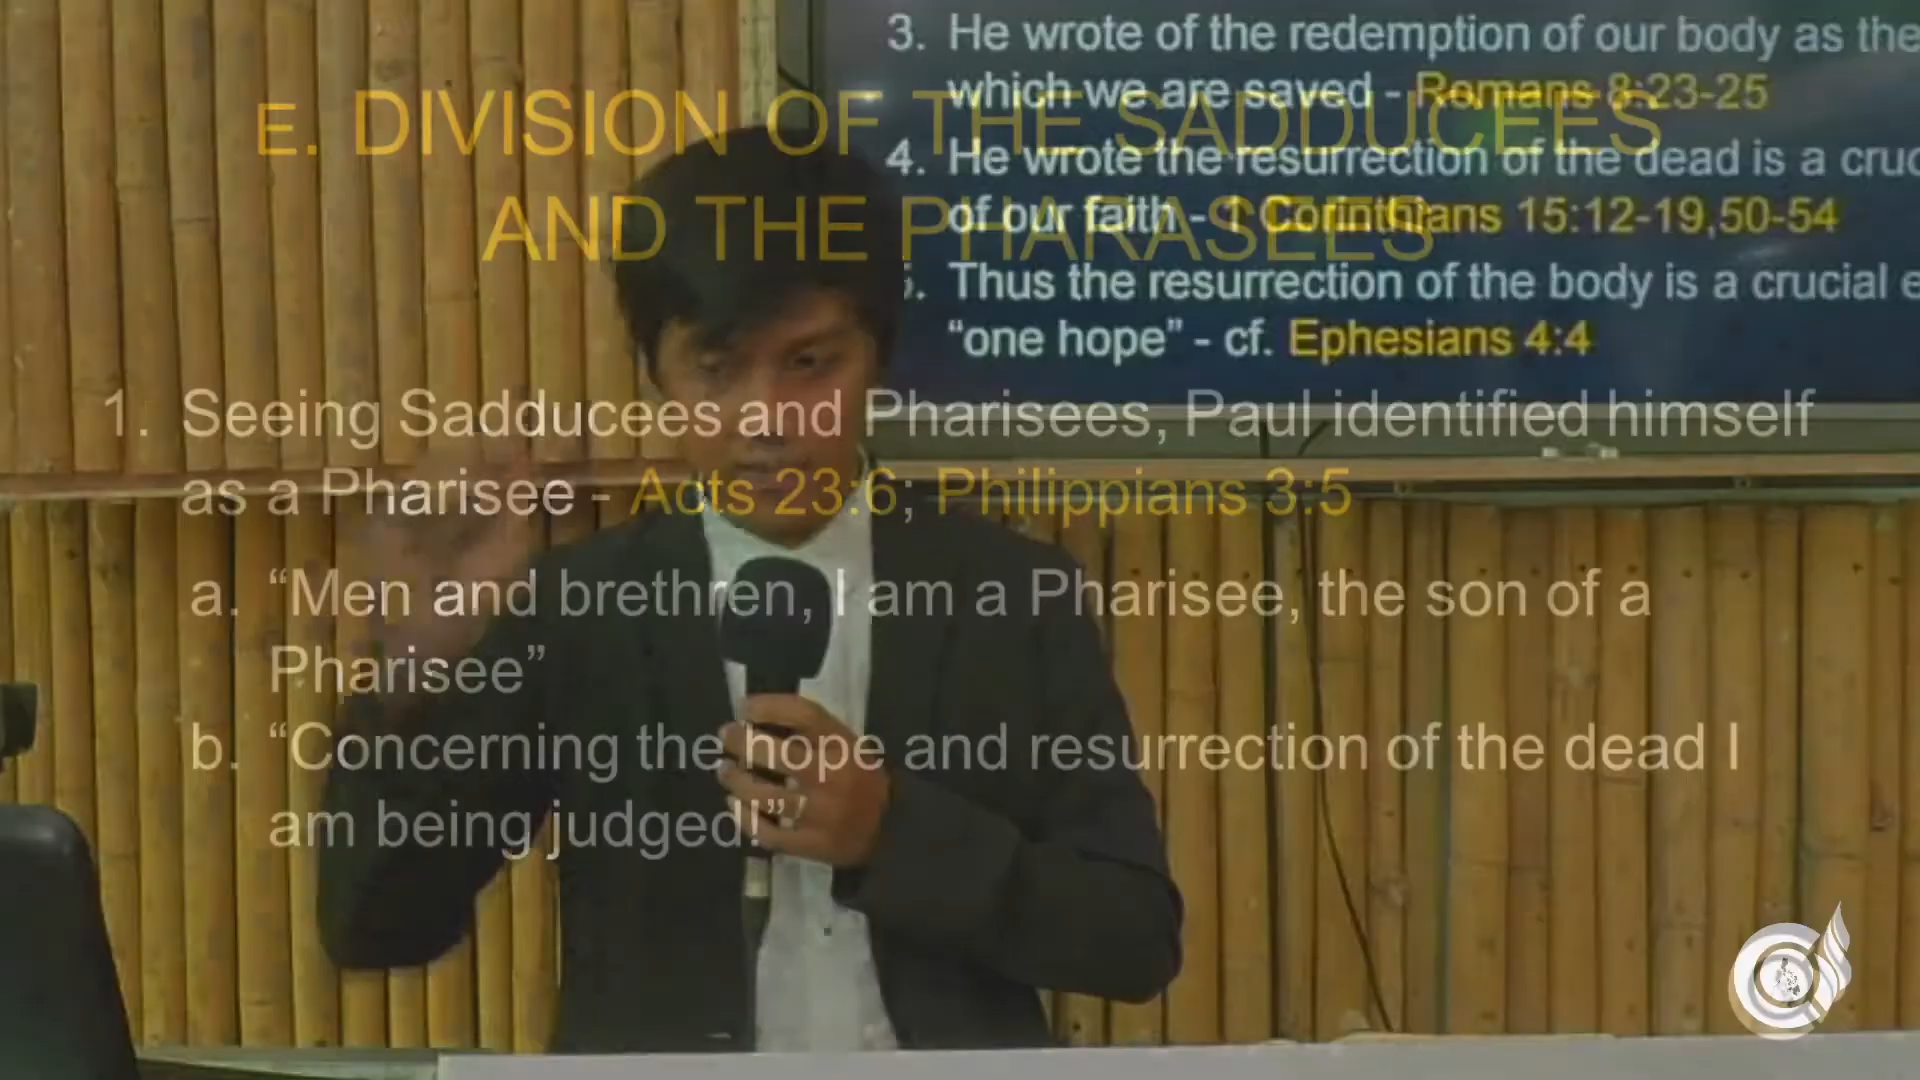 3. He wrote of the redemption of our body as the
which we are saved - Romans 8:23-25
4. He wrote the resurrection of the dead is a cruc
of our faith - 1 Corinthians 15:12-19,50-54
5. Thus the resurrection of the body is a crucial e
“one hope” - cf. Ephesians 4:4
E. DIVISION OF THE SADDUCEES
AND THE PHARASEES
1. Seeing Sadducees and Pharisees, Paul identified himself
as a Pharisee - Acts 23:6; Philippians 3:5
a. “Men and brethren, I am a Pharisee, the son of a
Pharisee”
b. “Concerning the hope and resurrection of the dead I
am being judged!”